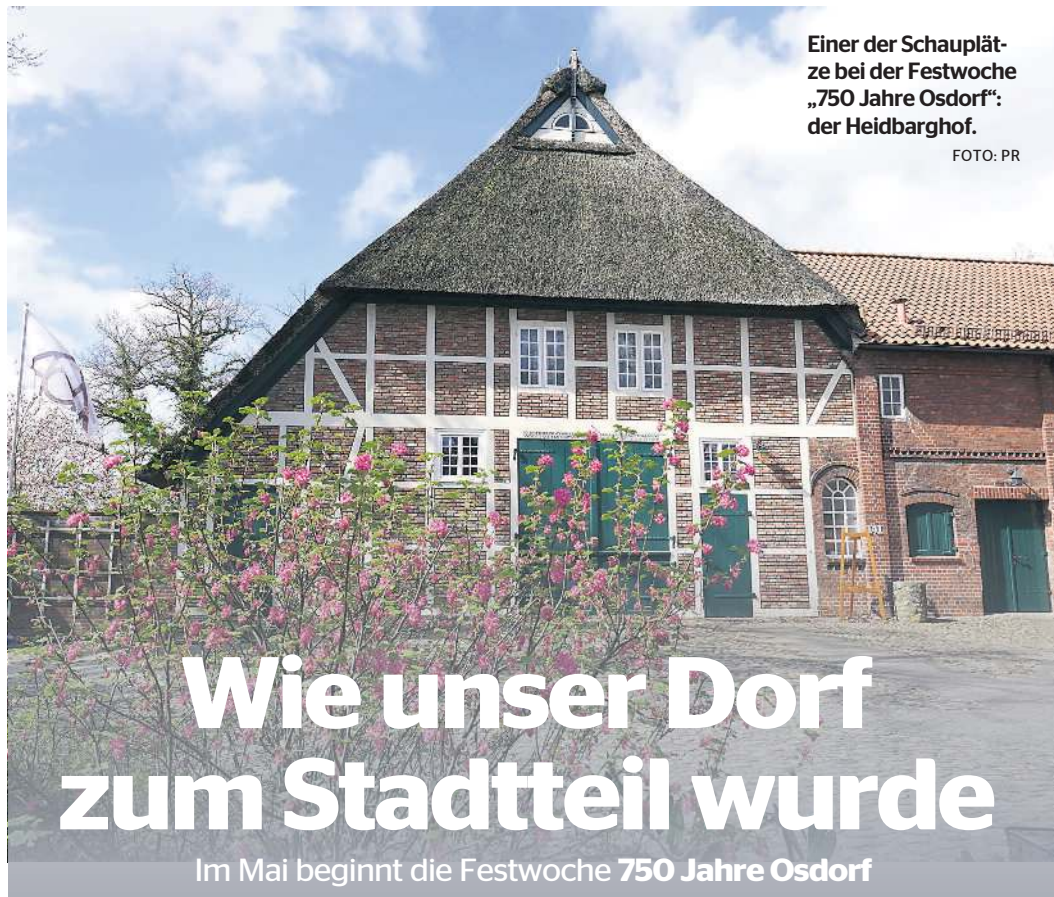 Einer der Schauplät-
ze bei der Festwoche
„750 Jahre Osdorf“:
der Heidbarghof.
FOTO: PR
Wie unser Dorf
zum Stadtteil wurde
Im Mai beginnt die Festwoche 750 Jahre Osdorf